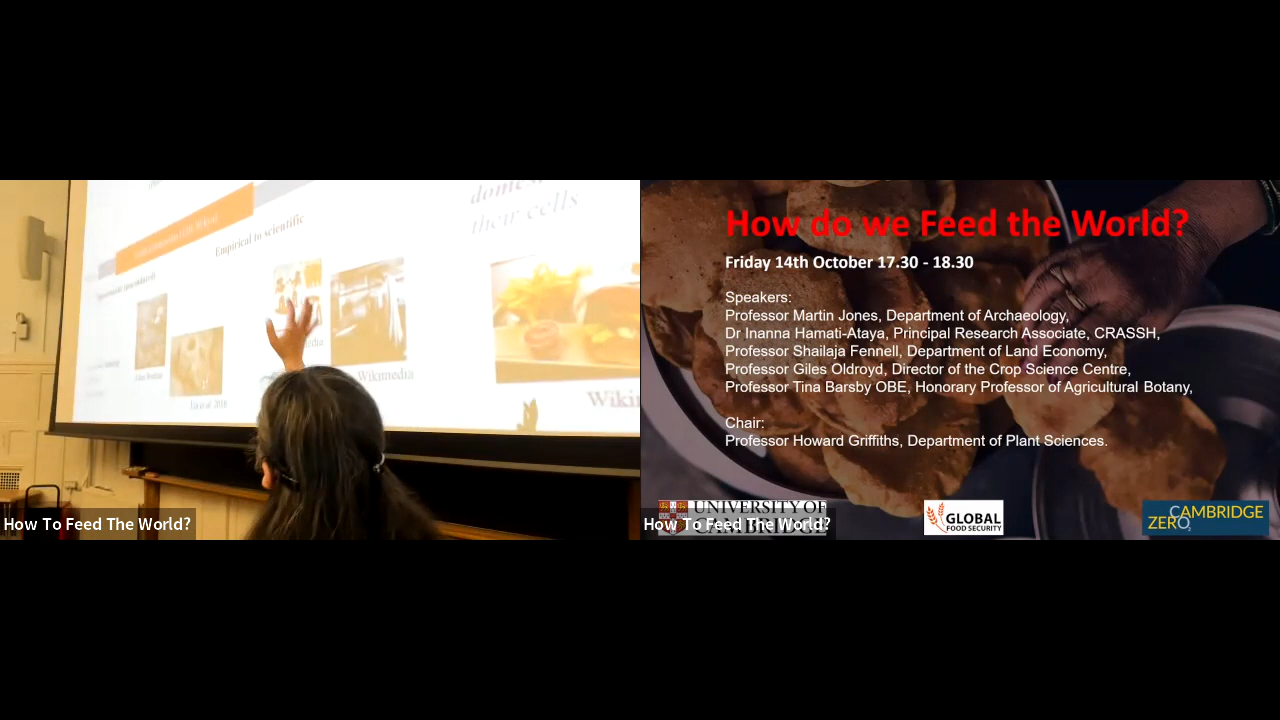 domes
their cells
Empirical to scientific
Wikimedia
Wiki
How To Feed The World?
How do we Feed the World?
Friday 14th October 17.30 - 18.30
Speakers:
Professor Martin Jones, Department of Archaeology,
Dr Inanna Hamati-Ataya, Principal Research Associate, CRASSH,
Professor Shailaja Fennell, Department of Land Economy,
Professor Giles Oldroyd, Director of the Crop Science Centre,
Professor Tina Barsby OBE, Honorary Professor of Agricultural Botany,
Chair:
Professor Howard Griffiths, Department of Plant Sciences.
UNIVERSITY OF
CAMBRIDGE
How To Feed The World?
GLOBAL
FOOD SECURITY
CAMBRIDGE
ZERO